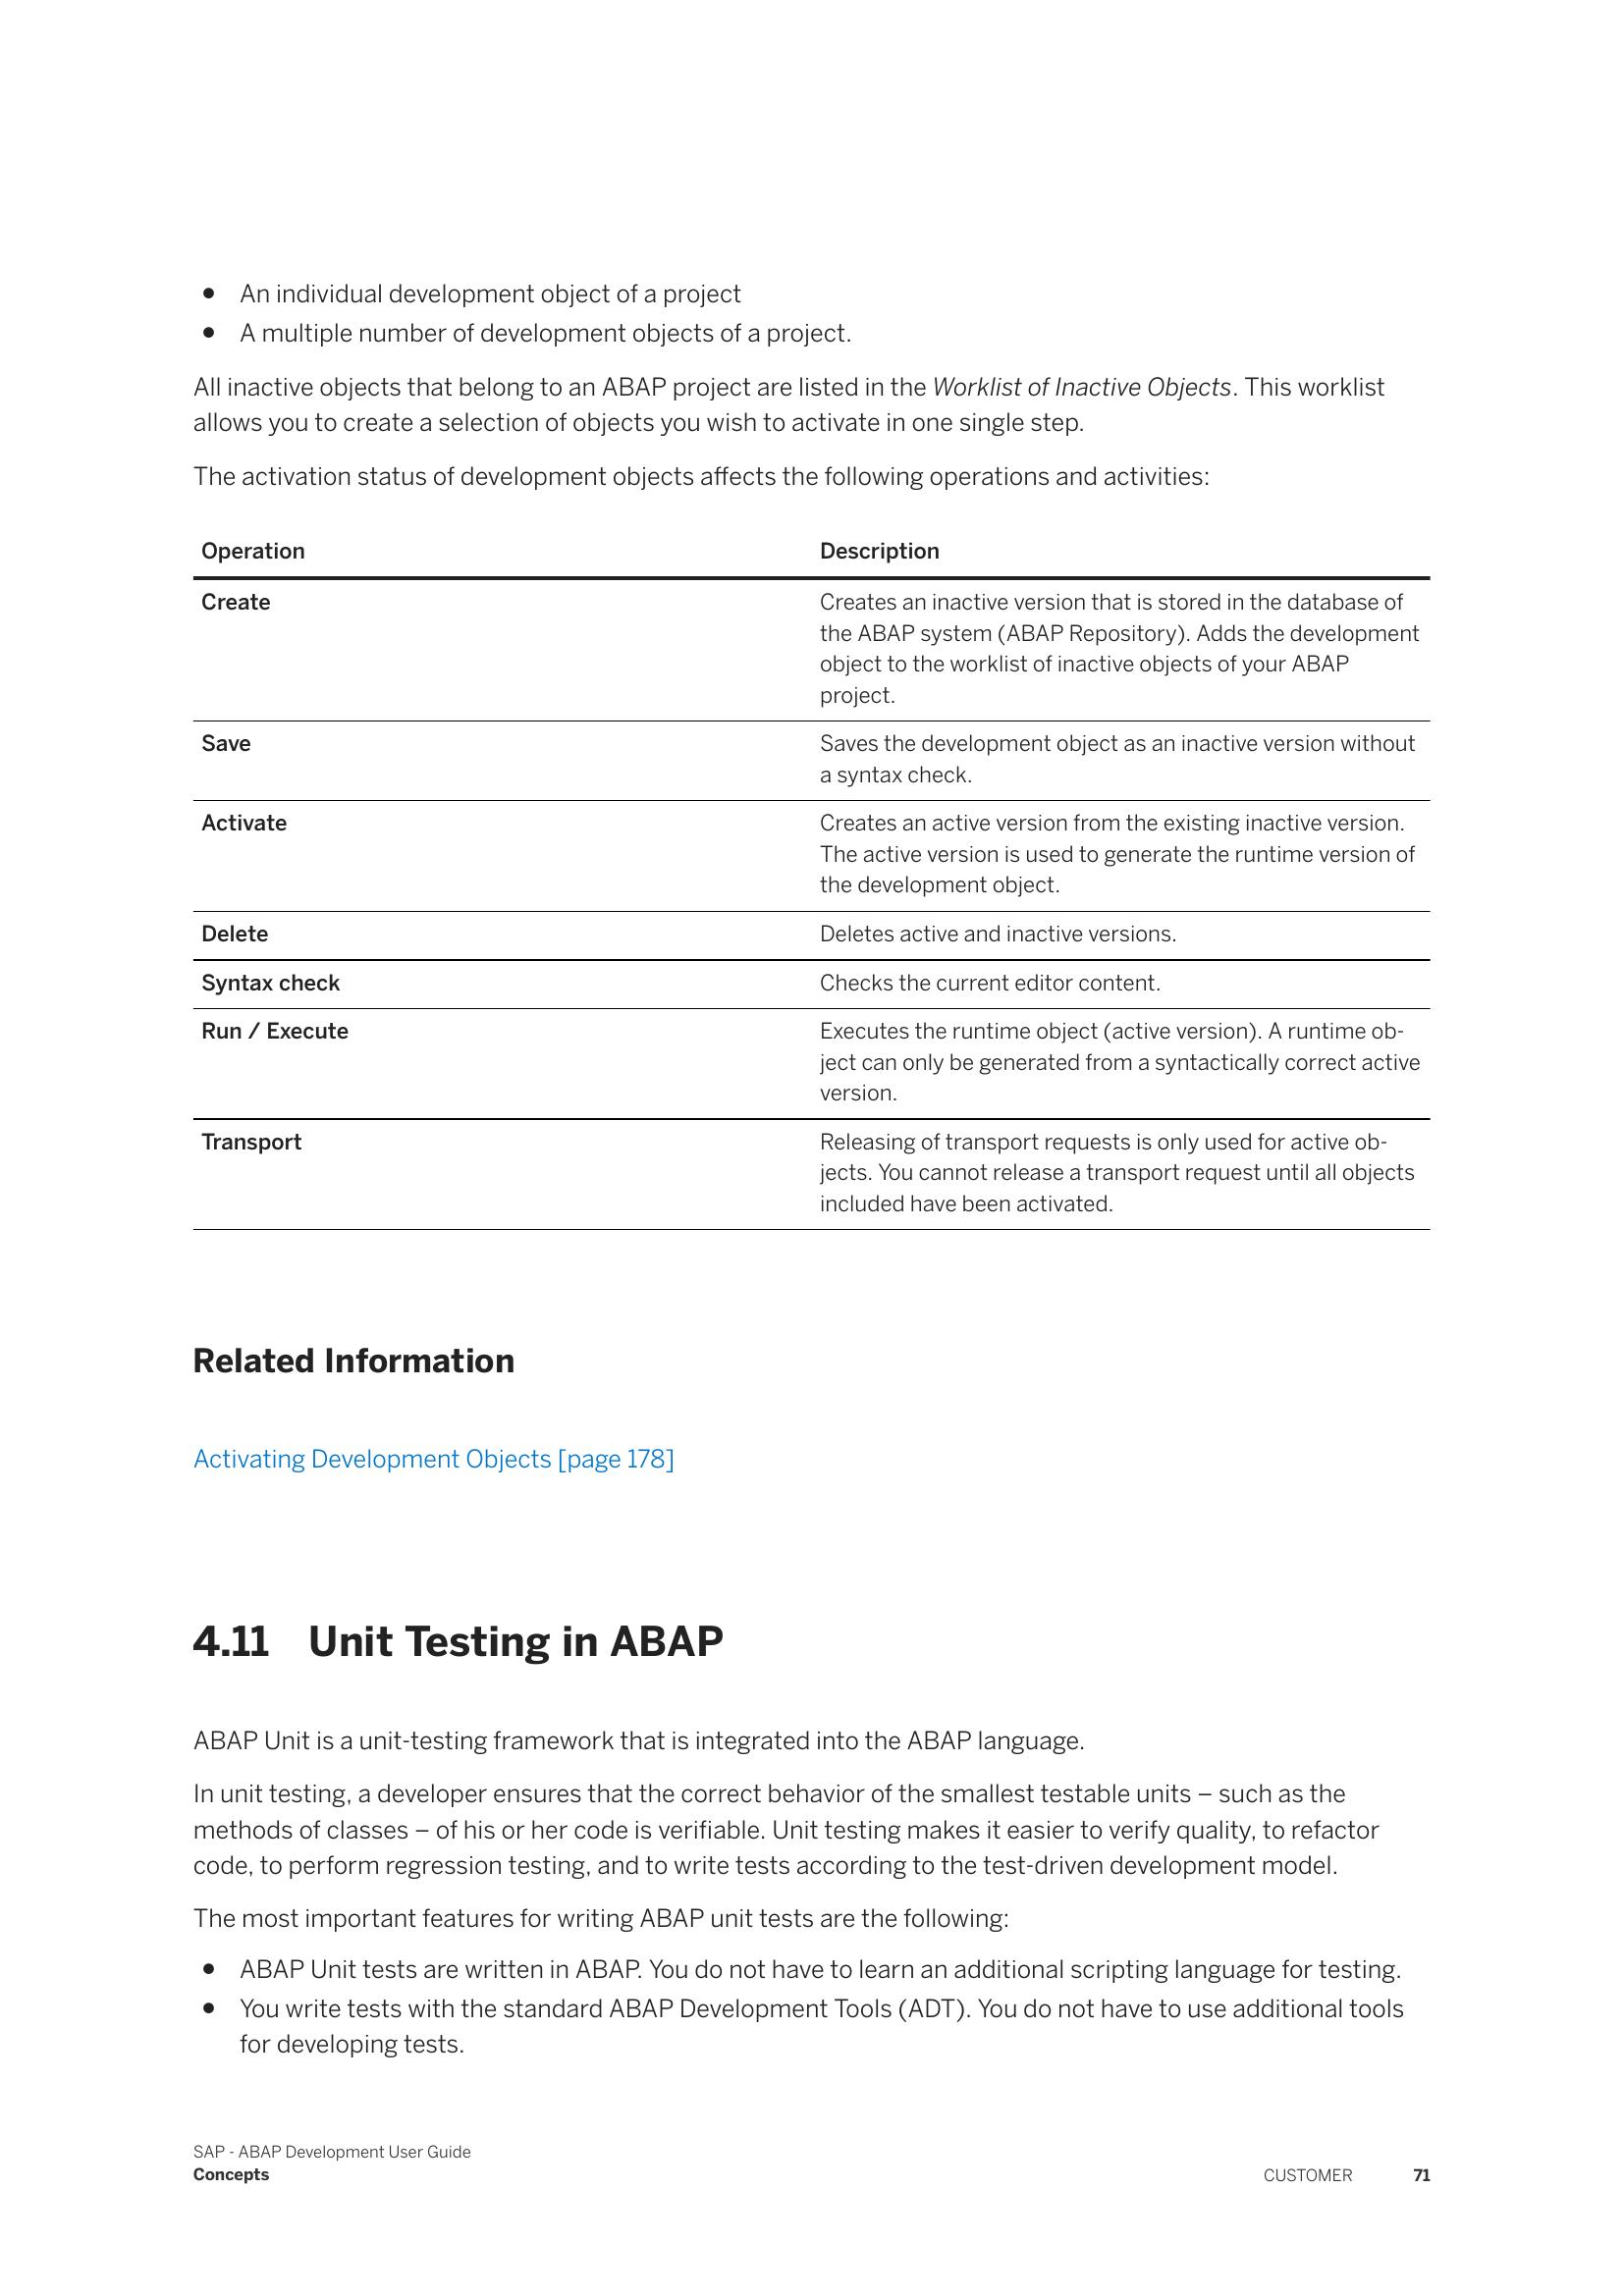 • An individual development object of a project
• A multiple number of development objects of a project.
All inactive objects that belong to an ABAP project are listed in the Worklist of Inactive Objects. This worklist
allows you to create a selection of objects you wish to activate in one single step.
The activation status of development objects affects the following operations and activities:
Operation Description
Create Creates an inactive version that is stored in the database of
the ABAP system (ABAP Repository). Adds the development
object to the worklist of inactive objects of your ABAP
project.
Save Saves the development object as an inactive version without
a syntax check.
Activate Creates an active version from the existing inactive version.
The active version is used to generate the runtime version of
the development object.
Delete Deletes active and inactive versions.
Syntax check Checks the current editor content.
Run / Execute Executes the runtime object (active version). A runtime ob-
ject can only be generated from a syntactically correct active
version.
Transport Releasing of transport requests is only used for active ob-
jects. You cannot release a transport request until all objects
included have been activated.
Related Information
Activating Development Objects [page 178]
4.11 Unit Testing in ABAP
ABAP Unit is a unit-testing framework that is integrated into the ABAP language.
In unit testing, a developer ensures that the correct behavior of the smallest testable units – such as the
methods of classes – of his or her code is verifiable. Unit testing makes it easier to verify quality, to refactor
code, to perform regression testing, and to write tests according to the test-driven development model.
The most important features for writing ABAP unit tests are the following:
• ABAP Unit tests are written in ABAP. You do not have to learn an additional scripting language for testing.
• You write tests with the standard ABAP Development Tools (ADT). You do not have to use additional tools
for developing tests.
SAP - ABAP Development User Guide
Concepts CUSTOMER 71